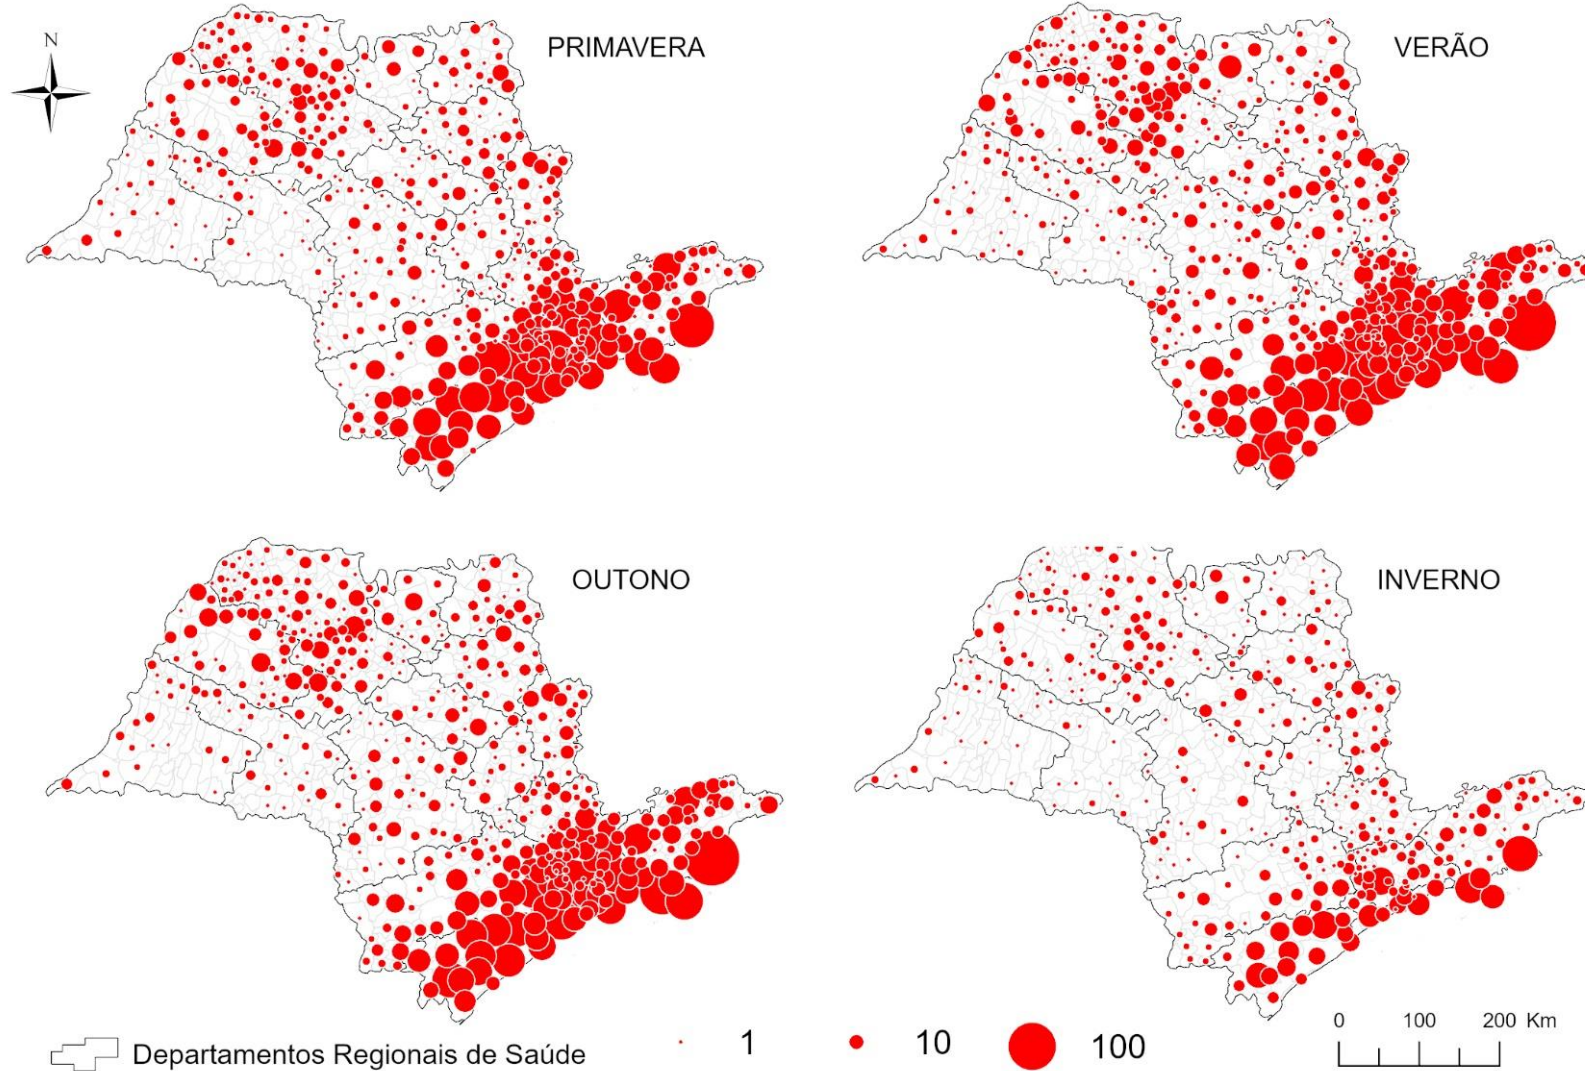 N
PRIMAVERA
VERÃO
OUTONO
INVERNO
Departamentos Regionais de Saúde
1
10
100
0 100 200 Km